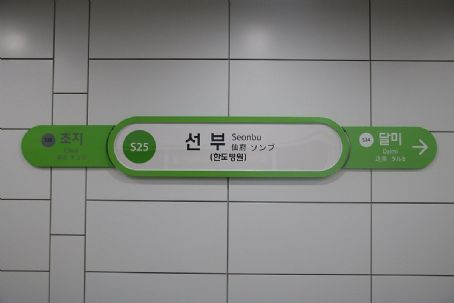 초지
S25
선부
Seonbu
仙府 ソンブ
(한도병원)
S24
달미
Dalmi